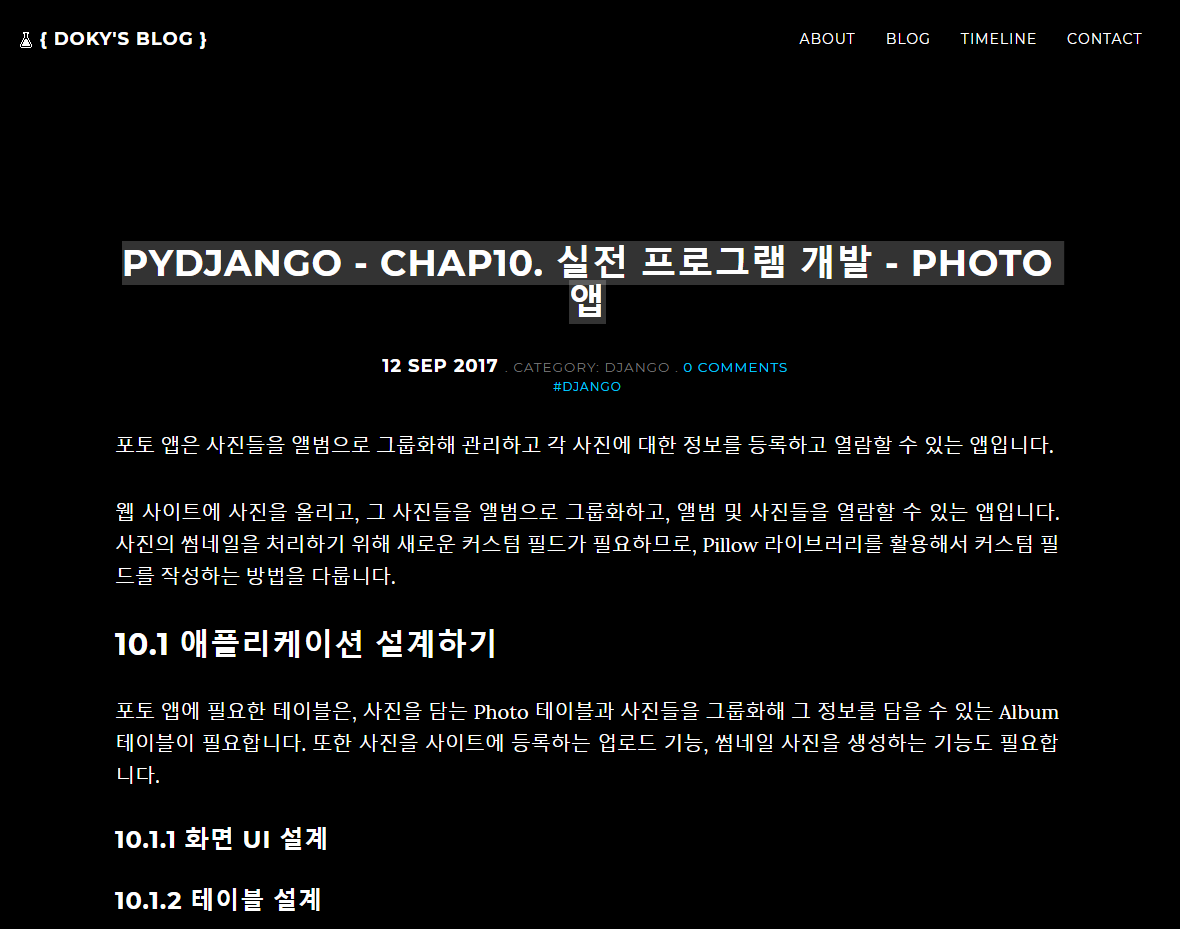 { DOKY'S BLOG }
ABOUT BLOG TIMELINE CONTACT
PYDJANGO - CHAP10. 실전 프로그램 개발 - PHOTO
앱
12 SEP 2017 . CATEGORY: DJANGO . 0 COMMENTS
#DJANGO
포토 앱은 사진들을 앨범으로 그룹화해 관리하고 각 사진에 대한 정보를 등록하고 열람할 수 있는 앱입니다.
웹 사이트에 사진을 올리고, 그 사진들을 앨범으로 그룹화하고, 앨범 및 사진들을 열람할 수 있는 앱입니다.
사진의 썸네일을 처리하기 위해 새로운 커스텀 필드가 필요하므로, Pillow 라이브러리를 활용해서 커스텀 필
드를 작성하는 방법을 다룹니다.
10.1 애플리케이션 설계하기
포토 앱에 필요한 테이블은, 사진을 담는 Photo 테이블과 사진들을 그룹화해 그 정보를 담을 수 있는 Album
테이블이 필요합니다. 또한 사진을 사이트에 등록하는 업로드 기능, 썸네일 사진을 생성하는 기능도 필요합
니다.
10.1.1 화면 UI 설계
10.1.2 테이블 설계